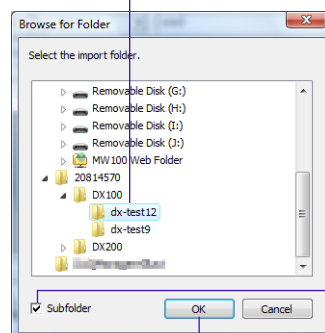 Browse for Folder
Select the import folder.
Removable Disk (G:)
Removable Disk (H:)
Removable Disk (I:)
Removable Disk (J:)
MW100 Web Folder
20814570
DX100
dx-test12
dx-test9
DX200
Subfolder
OK
Cancel